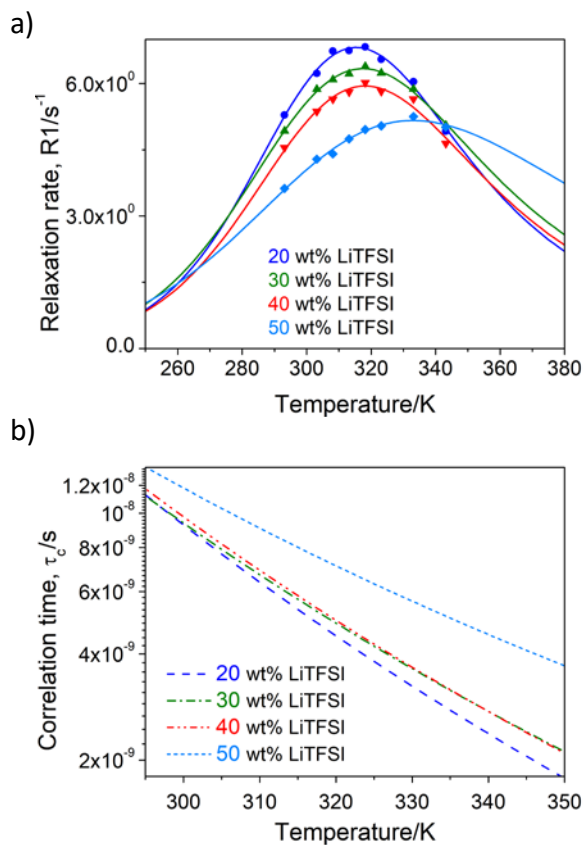 a)
Relaxation rate, R1/s⁻¹
6.0x10⁰
3.0x10⁰
0.0
20 wt% LiTFSI
30 wt% LiTFSI
40 wt% LiTFSI
50 wt% LiTFSI
260 280 300 320 340 360 380
Temperature/K
b)
Correlation time, τc/s
1.2x10⁻⁸
10⁻⁸
8x10⁻⁹
6x10⁻⁹
4x10⁻⁹
2x10⁻⁹
20 wt% LiTFSI
30 wt% LiTFSI
40 wt% LiTFSI
50 wt% LiTFSI
300 310 320 330 340 350
Temperature/K